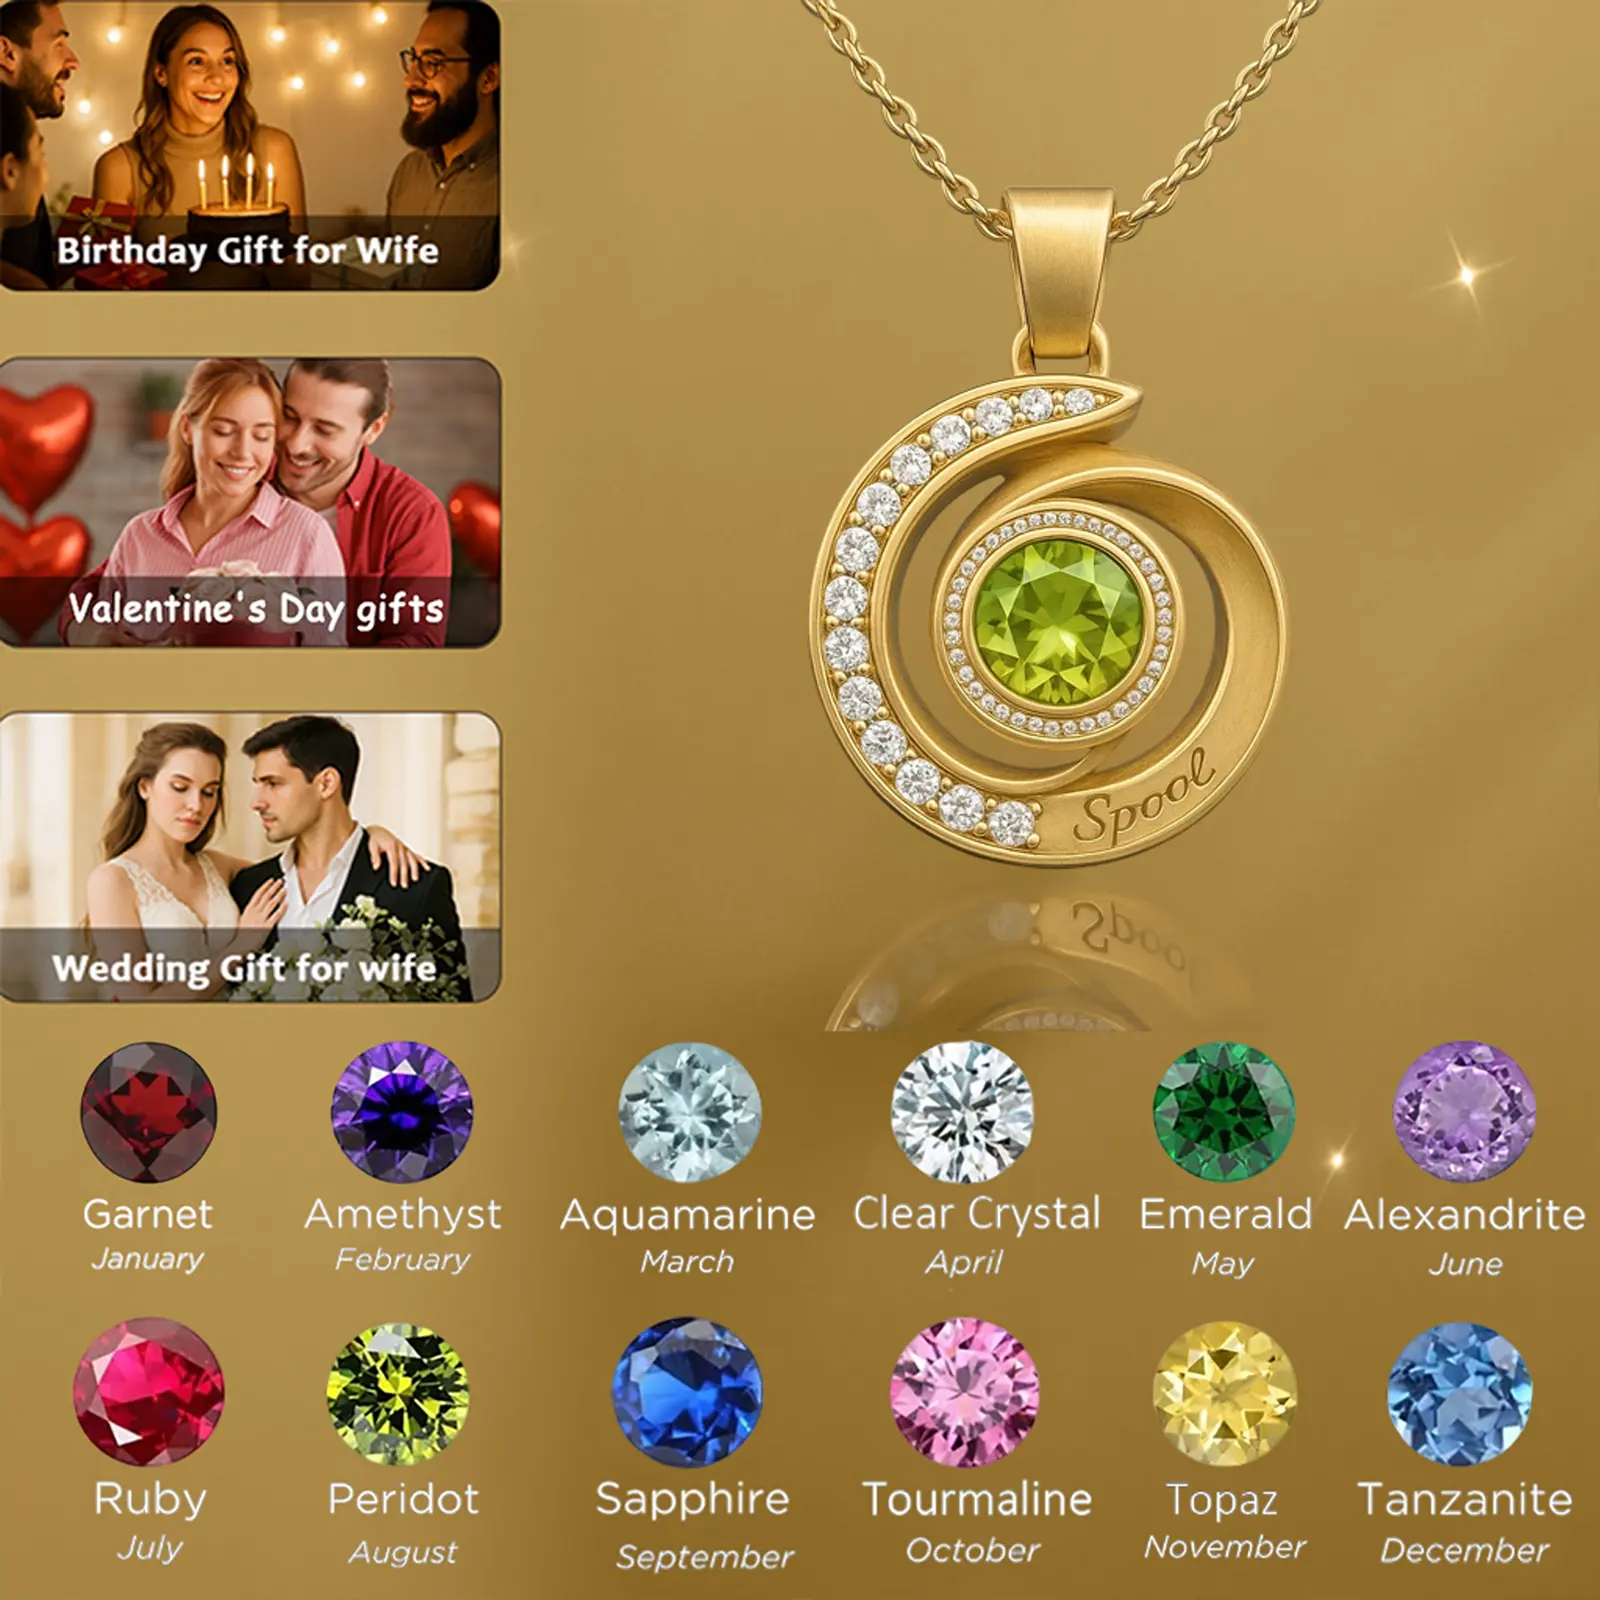 Birthday Gift for Wife
Valentine's Day gifts
Wedding Gift for wife
Spool
Garnet
January
Amethyst
February
Aquamarine
March
Clear Crystal
April
Emerald
May
Alexandrite
June
Ruby
July
Peridot
August
Sapphire
September
Tourmaline
October
Topaz
November
Tanzanite
December